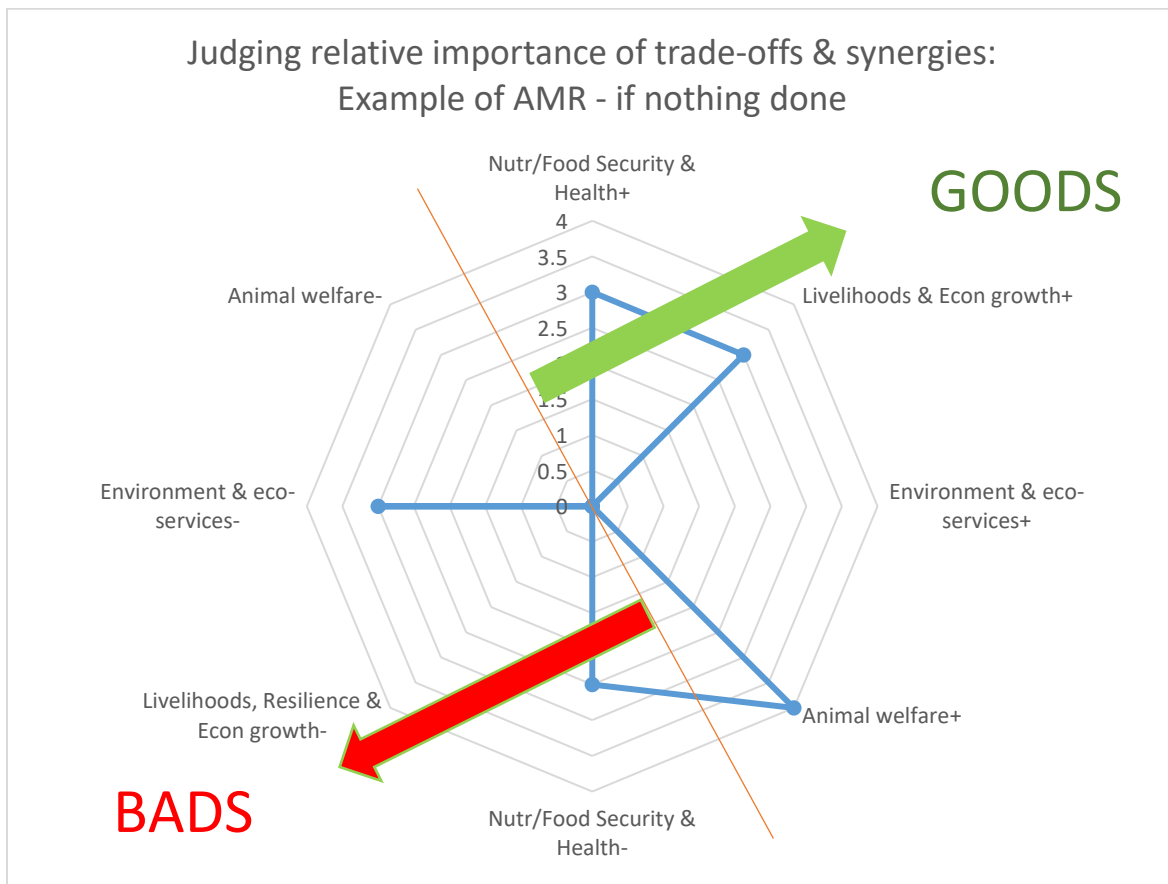 Judging relative importance of trade-offs & synergies:
Example of AMR - if nothing done
Nutr/Food Security &
Health+
GOODS
4
3.5
3
2.5
1.5
1
0.5
0
Animal welfare-
Livelihoods & Econ growth+
Environment & eco-
services-
Environment & eco-
services+
Livelihoods, Resilience &
Econ growth-
Animal welfare+
BADS
Nutr/Food Security &
Health-